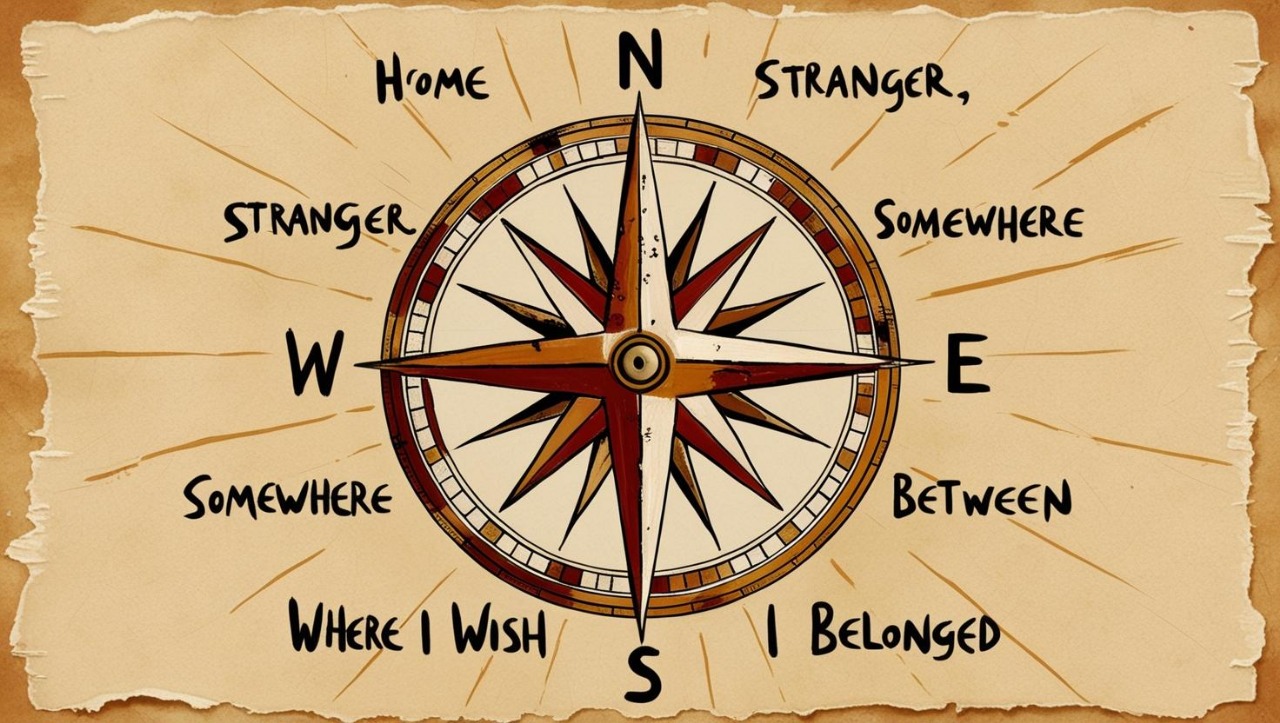 N
H'OME STRANGER,
STRANGER SOMEWHERE
W E
SOMEWHERE BETWEEN
WHERE I WISH I BELONGED
S